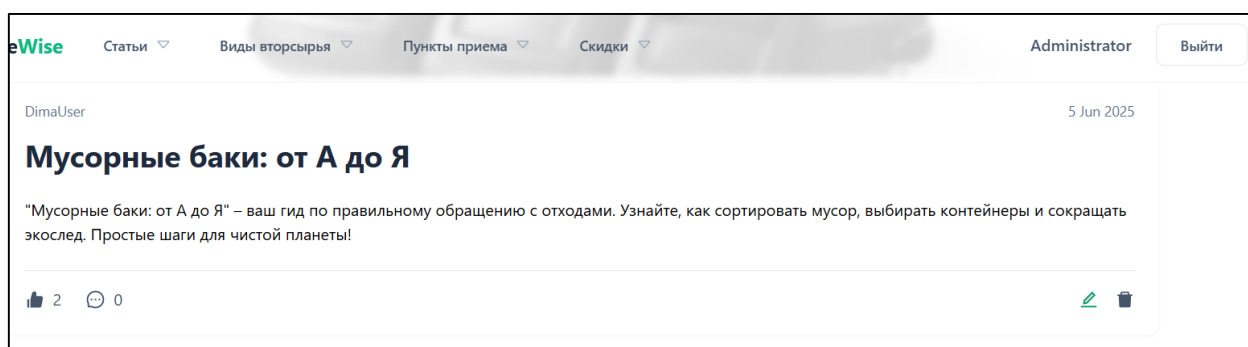 eWise Статьи Виды вторсырья Пункты приема Скидки Administrator Выйти
DimaUser 5 Jun 2025
Мусорные баки: от А до Я
"Мусорные баки: от А до Я" – ваш гид по правильному обращению с отходами. Узнайте, как сортировать мусор, выбирать контейнеры и сокращать
экослед. Простые шаги для чистой планеты!
2 0